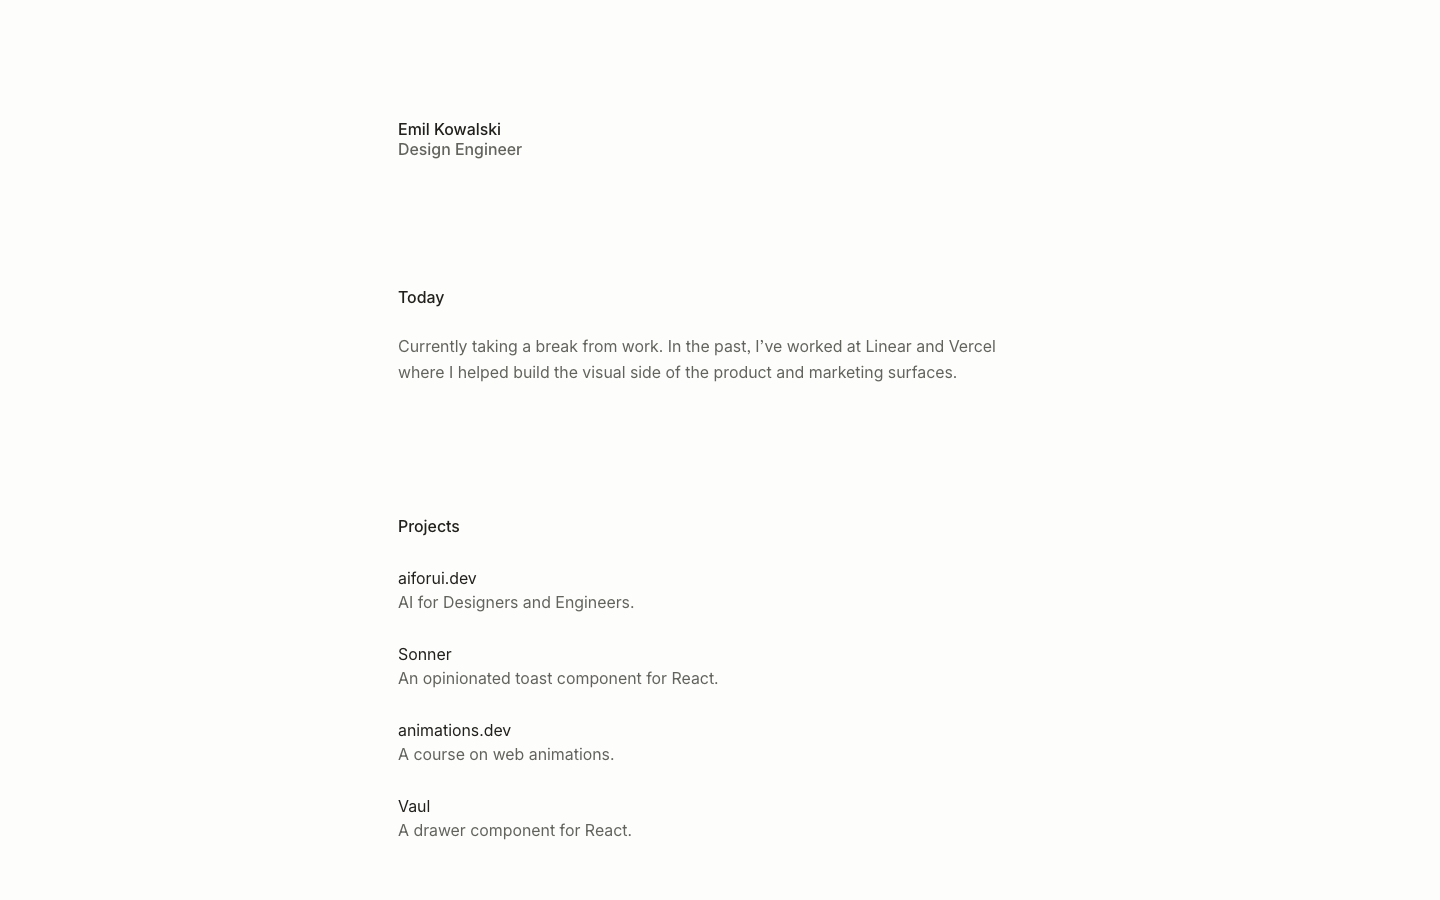 Emil Kowalski
Design Engineer
Today
Currently taking a break from work. In the past, I’ve worked at Linear and Vercel
where I helped build the visual side of the product and marketing surfaces.
Projects
aiforui.dev
AI for Designers and Engineers.
Sonner
An opinionated toast component for React.
animations.dev
A course on web animations.
Vaul
A drawer component for React.